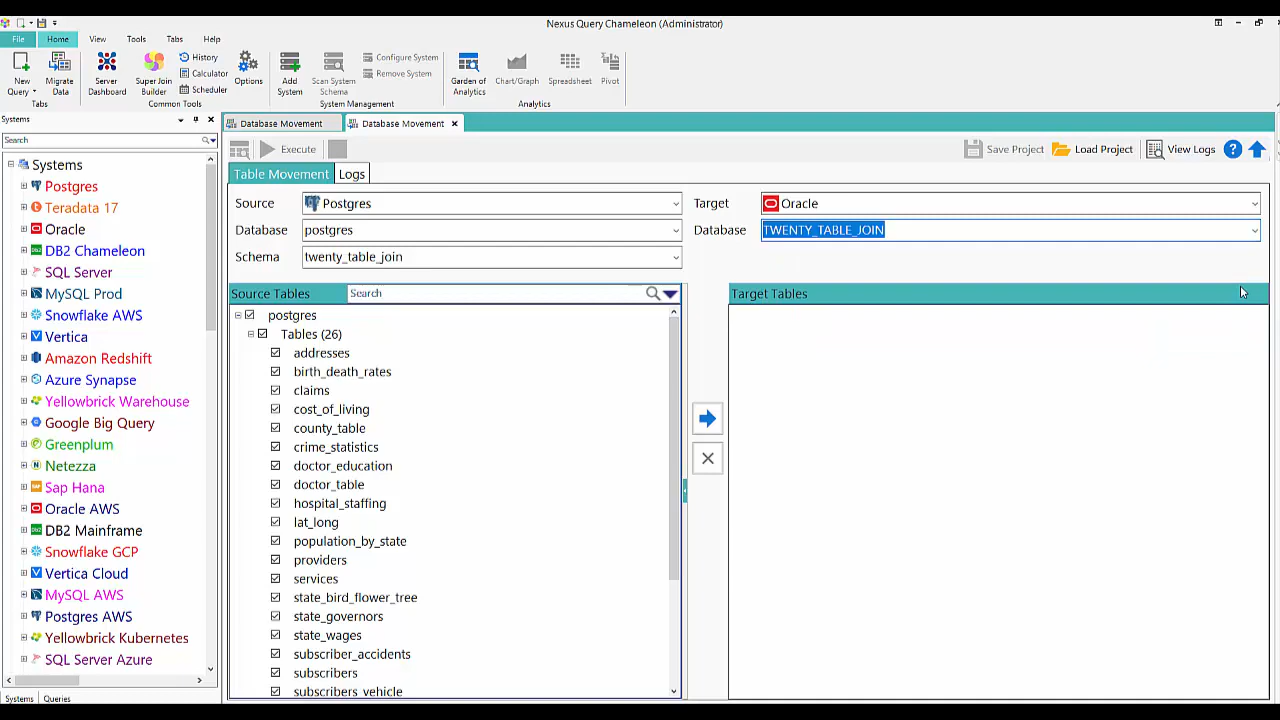 Nexus Query Chameleon (Administrator)
File Home View Tools Tabs Help
New Query
Migrate Data
Tabs
Server Dashboard
Super Join Builder
History
Calculator
Scheduler
Common Tools
Options
Add System
Scan System Schema
Configure System
Remove System
System Management
Garden of Analytics
Chart/Graph
Spreadsheet
Pivot
Analytics
Systems
Search
Systems
Postgres
Teradata 17
Oracle
DB2 Chameleon
SQL Server
MySQL Prod
Snowflake AWS
Vertica
Amazon Redshift
Azure Synapse
Yellowbrick Warehouse
Google Big Query
Greenplum
Netezza
Sap Hana
Oracle AWS
DB2 Mainframe
Snowflake GCP
Vertica Cloud
MySQL AWS
Postgres AWS
Yellowbrick Kubernetes
SQL Server Azure
Systems Queries
Database Movement Database Movement
Execute Save Project Load Project View Logs
Table Movement Logs
Source Postgres Target Oracle
Database postgres Database TWENTY_TABLE_JOIN
Schema twenty_table_join
Source Tables Search Target Tables
postgres
Tables (26)
addresses
birth_death_rates
claims
cost_of_living
county_table
crime_statistics
doctor_education
doctor_table
hospital_staffing
lat_long
population_by_state
providers
services
state_bird_flower_tree
state_governors
state_wages
subscriber_accidents
subscribers
subscribers_vehicle